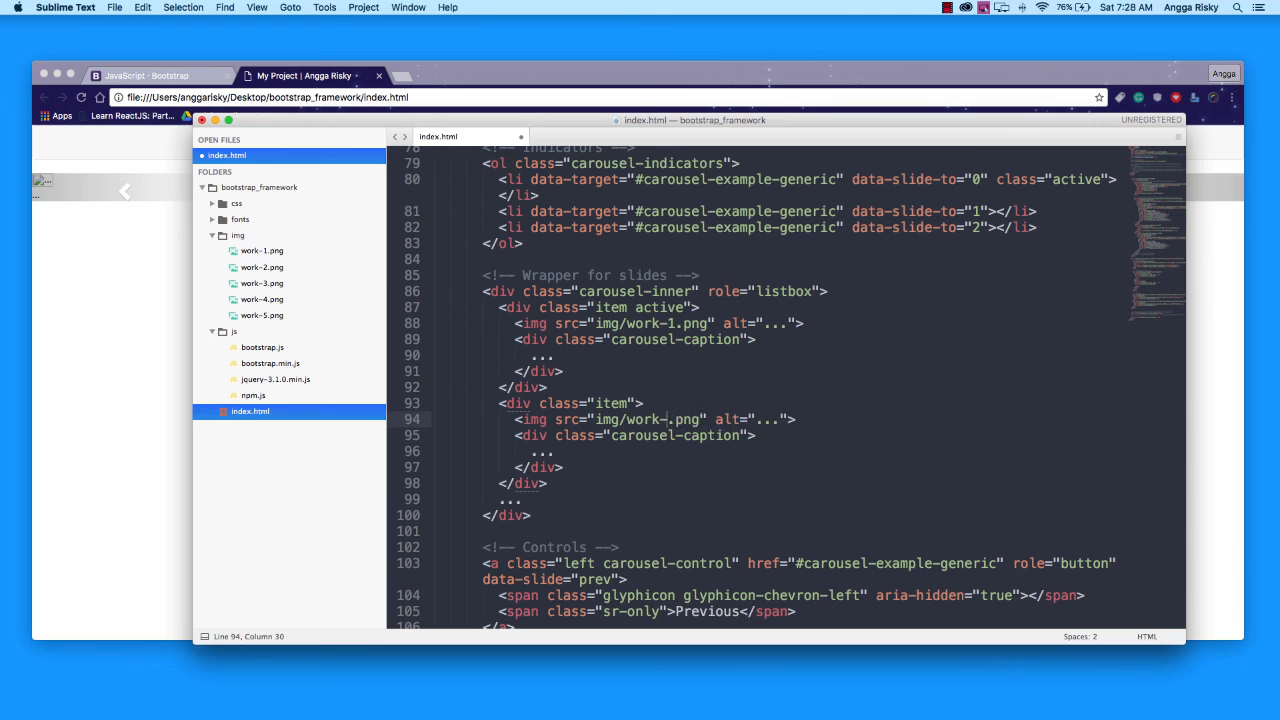 Sublime Text File Edit Selection Find View Goto Tools Project Window Help 76% Sat 7:28 AM Angga Risky
JavaScript · Bootstrap My Project | Angga Risky Angga
file:///Users/anggarisky/Desktop/bootstrap_framework/index.html
Apps Learn ReactJS: Part...
index.html — bootstrap_framework UNREGISTERED
OPEN FILES
index.html
FOLDERS
bootstrap_framework
css
fonts
img
work-1.png
work-2.png
work-3.png
work-4.png
work-5.png
js
bootstrap.js
bootstrap.min.js
jquery-3.1.0.min.js
npm.js
index.html
index.html
78 <!-- Indicators -->
79 <ol class="carousel-indicators">
80 <li data-target="#carousel-example-generic" data-slide-to="0" class="active">
</li>
81 <li data-target="#carousel-example-generic" data-slide-to="1"></li>
82 <li data-target="#carousel-example-generic" data-slide-to="2"></li>
83 </ol>
84
85 <!-- Wrapper for slides -->
86 <div class="carousel-inner" role="listbox">
87 <div class="item active">
88 <img src="img/work-1.png" alt="...">
89 <div class="carousel-caption">
90 ...
91 </div>
92 </div>
93 <div class="item">
94 <img src="img/work-.png" alt="...">
95 <div class="carousel-caption">
96 ...
97 </div>
98 </div>
99 ...
100 </div>
101
102 <!-- Controls -->
103 <a class="left carousel-control" href="#carousel-example-generic" role="button"
data-slide="prev">
104 <span class="glyphicon glyphicon-chevron-left" aria-hidden="true"></span>
105 <span class="sr-only">Previous</span>
106 </a>
Line 94, Column 30 Spaces: 2 HTML